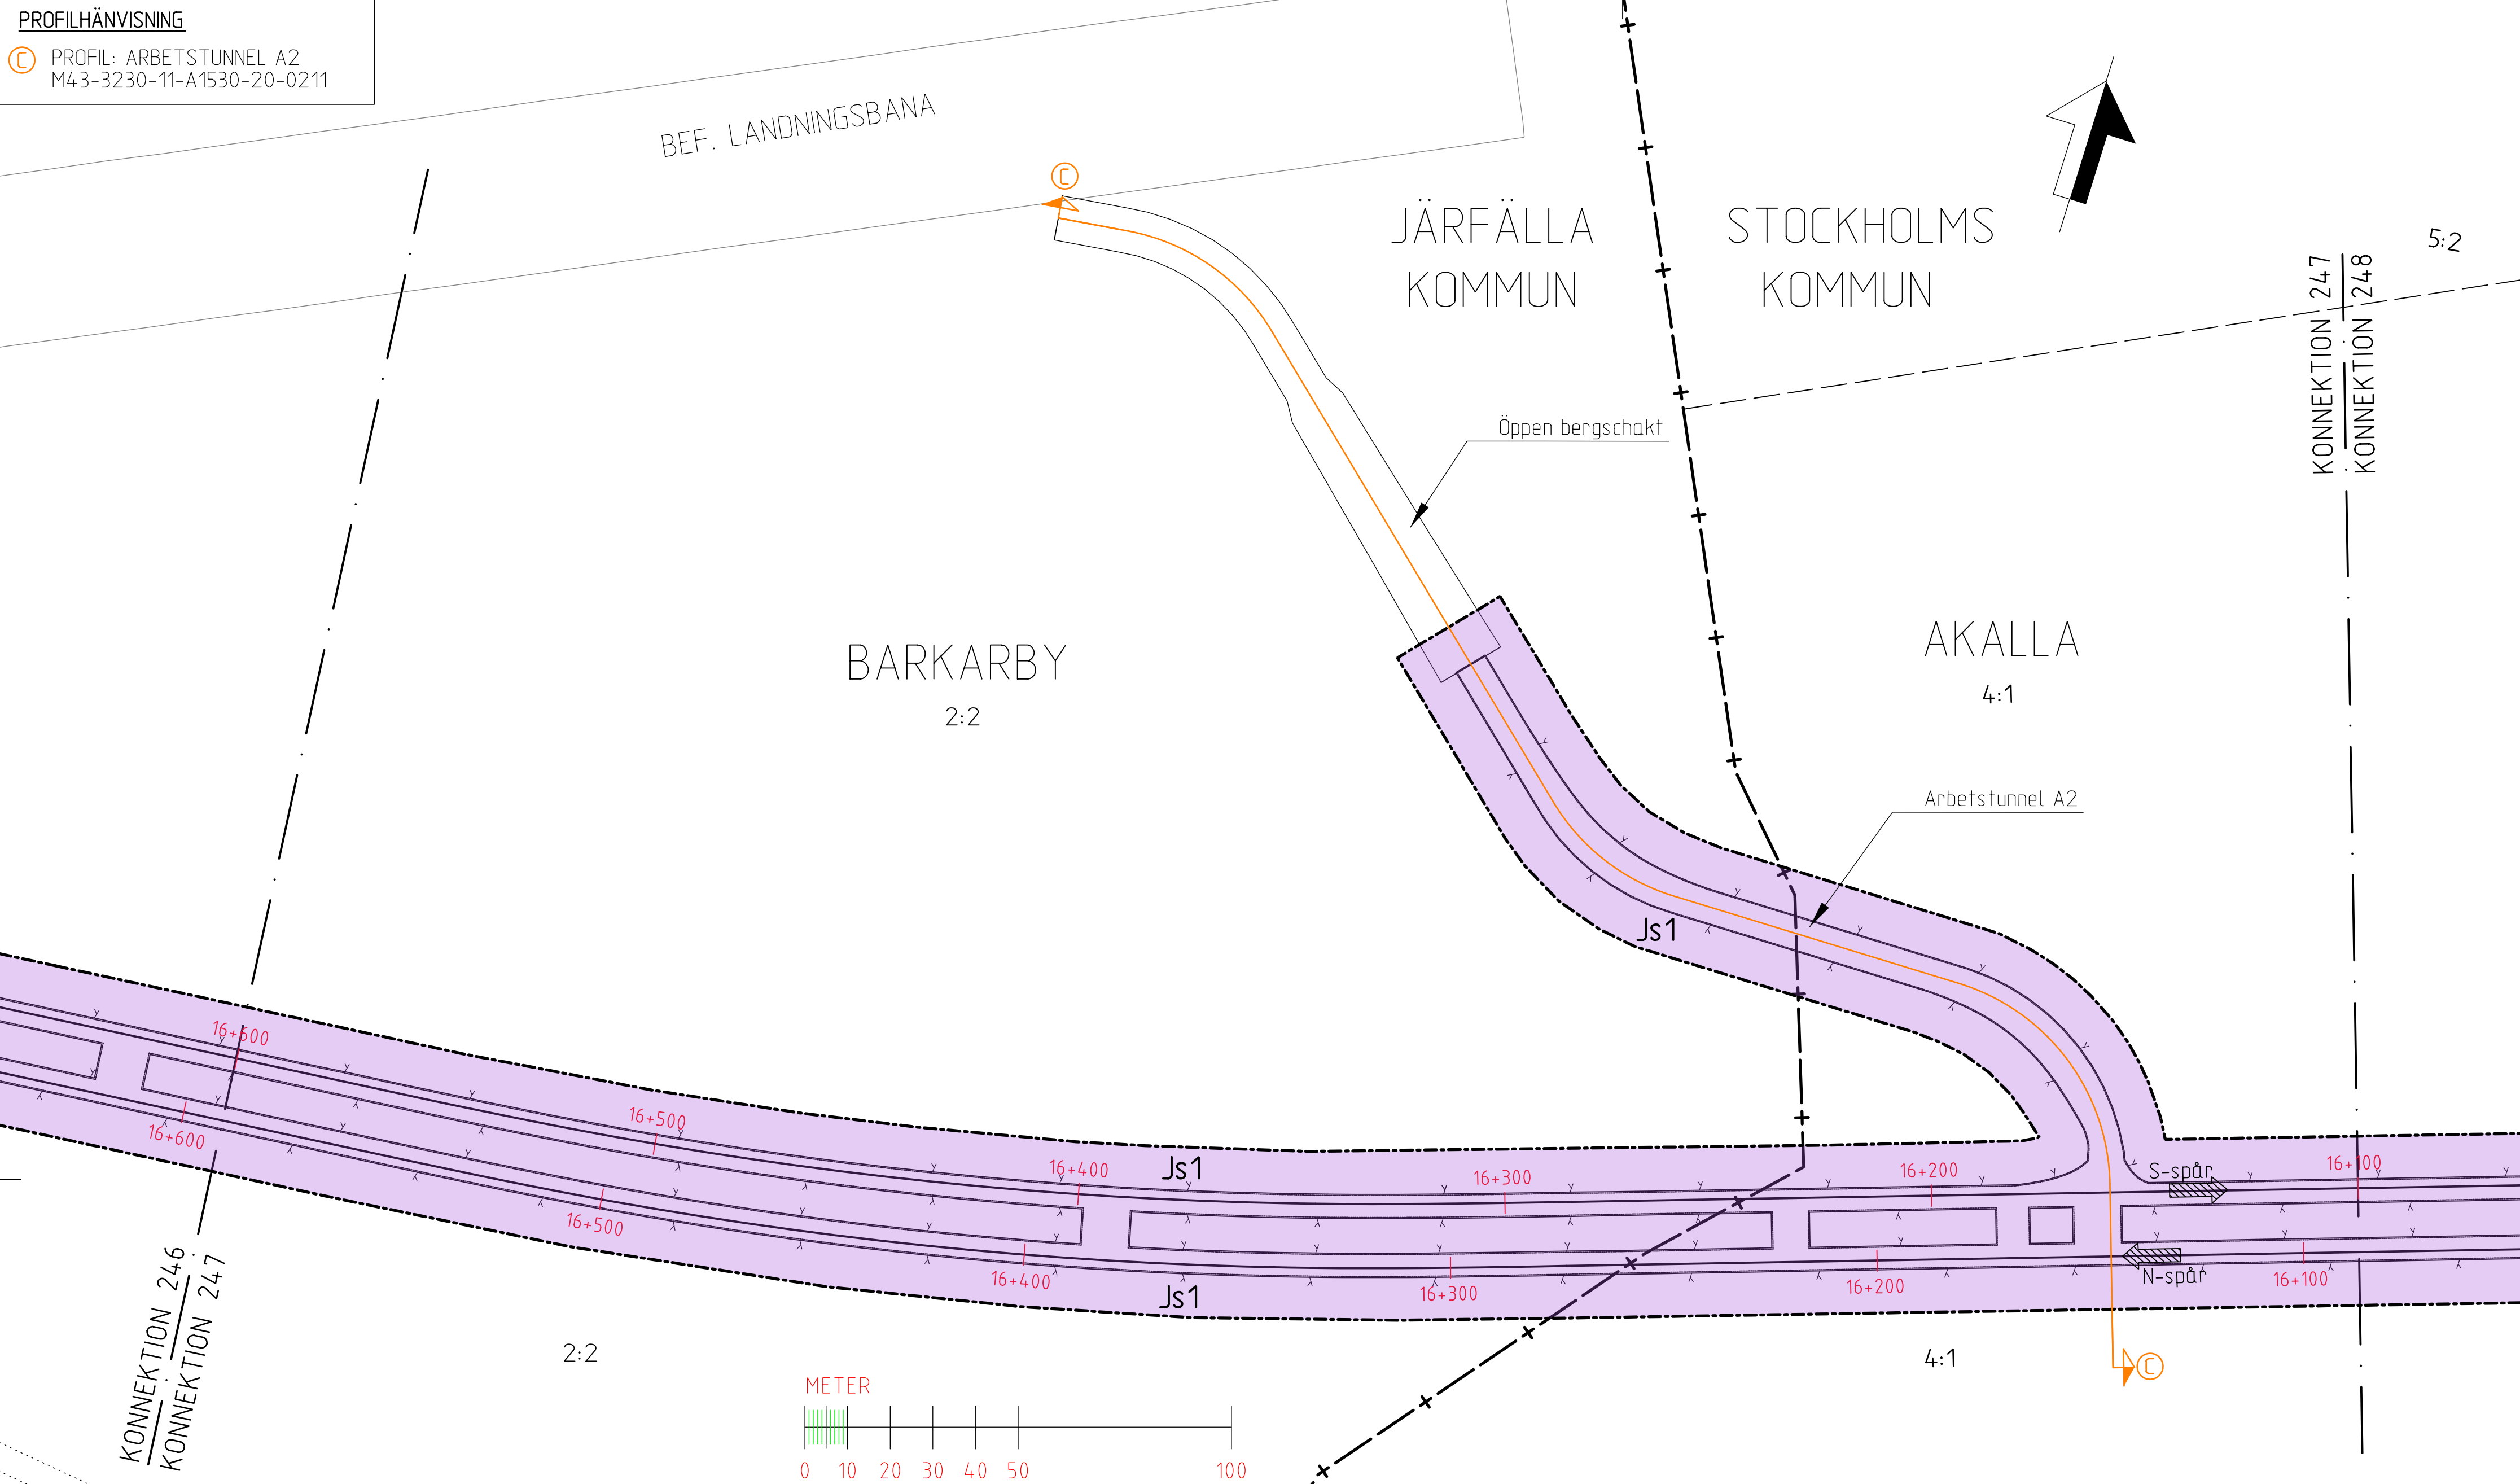 PROFILHÄNVISNING
C PROFIL: ARBETSTUNNEL A2
M43-3230-11-A1530-20-0211
BEF. LANDNINGSBANA
C
JÄRFÄLLA
KOMMUN
STOCKHOLMS
KOMMUN
5:2
KONNEKTION 247
KONNEKTION 248
Öppen bergschakt
BARKARBY
2:2
AKALLA
4:1
Arbetstunnel A2
Js1
16+600
16+500
16+400
Js1
16+300
16+200
S-spår
16+100
16+600
16+500
16+400
Js1
16+300
16+200
N-spår
16+100
KONNEKTION 246
KONNEKTION 247
2:2
4:1
C
METER
0 10 20 30 40 50 100